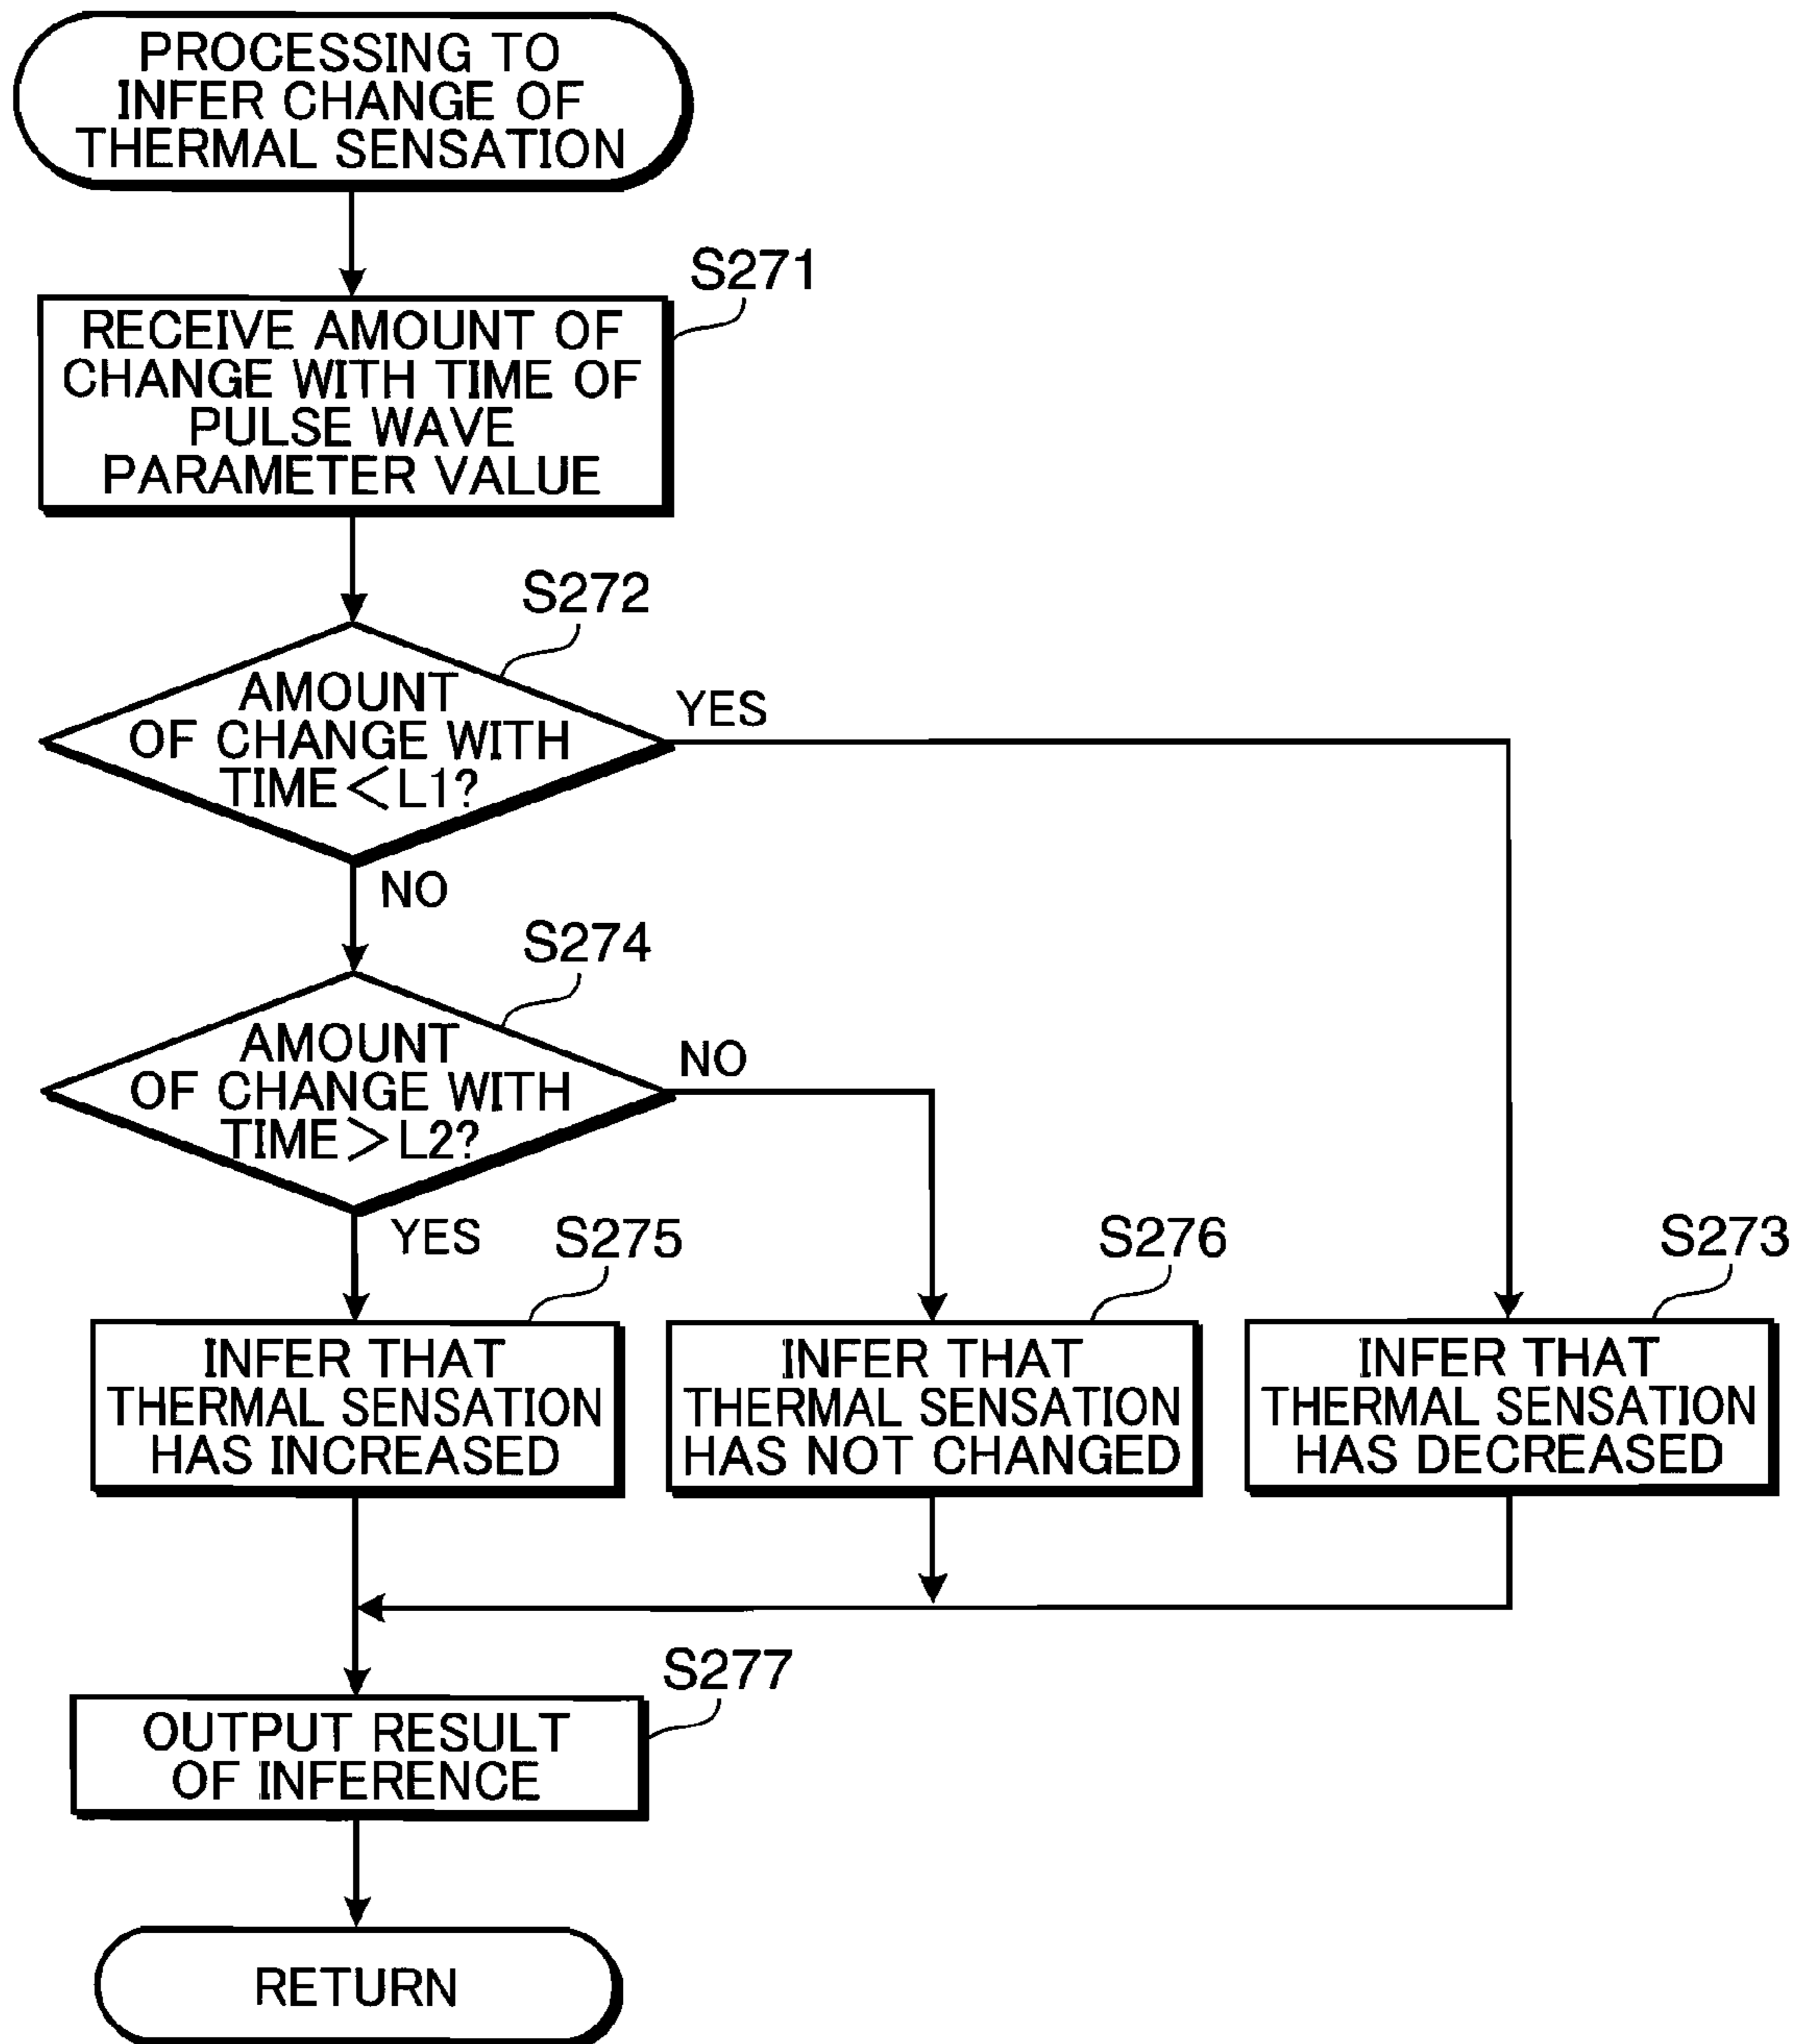 PROCESSING TO
INFER CHANGE OF
THERMAL SENSATION
S271
RECEIVE AMOUNT OF
CHANGE WITH TIME OF
PULSE WAVE
PARAMETER VALUE
S272
AMOUNT
OF CHANGE WITH
TIME<L1?
YES
NO
S274
AMOUNT
OF CHANGE WITH
TIME>L2?
NO
YES
S275
INFER THAT
THERMAL SENSATION
HAS INCREASED
S276
INFER THAT
THERMAL SENSATION
HAS NOT CHANGED
S273
INFER THAT
THERMAL SENSATION
HAS DECREASED
S277
OUTPUT RESULT
OF INFERENCE
RETURN